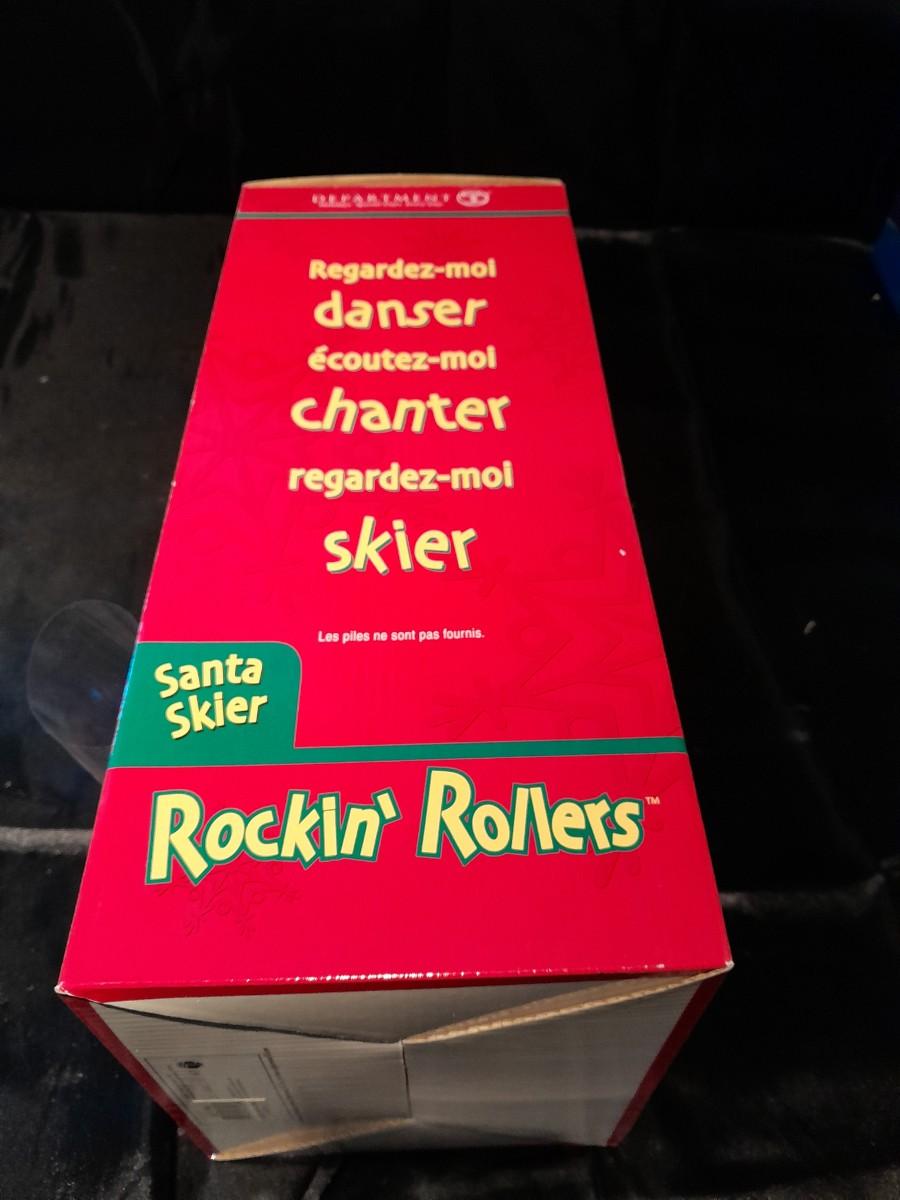 DEPARTMENT 56
Regardez-moi
danser
écoutez-moi
chanter
regardez-moi
skier
Les piles ne sont pas fournis.
Santa
Skier
Rockin' Rollers™